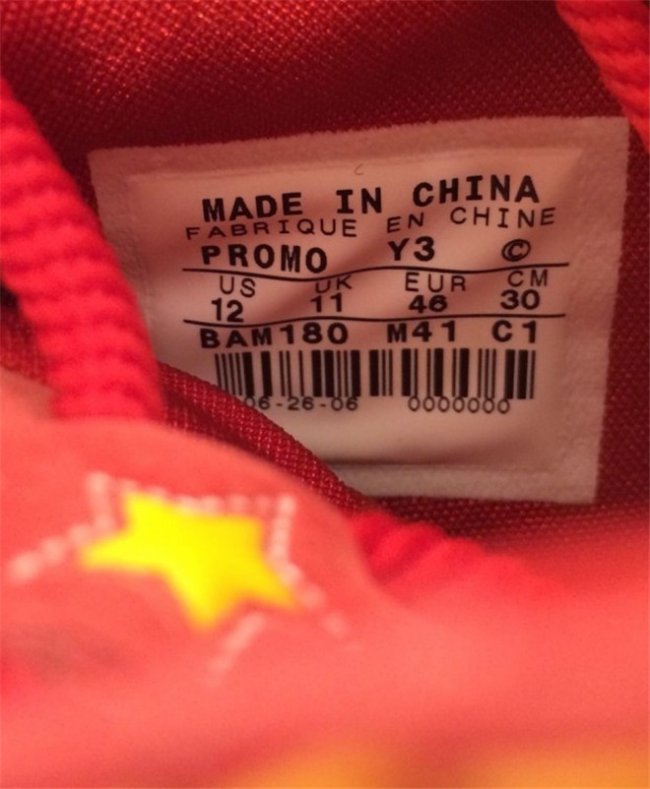 MADE IN CHINA
FABRIQUE EN CHINE
PROMO Y3 ©
US UK EUR CM
12 11 46 30
BAM180 M41 C1
06-26-06 0000000